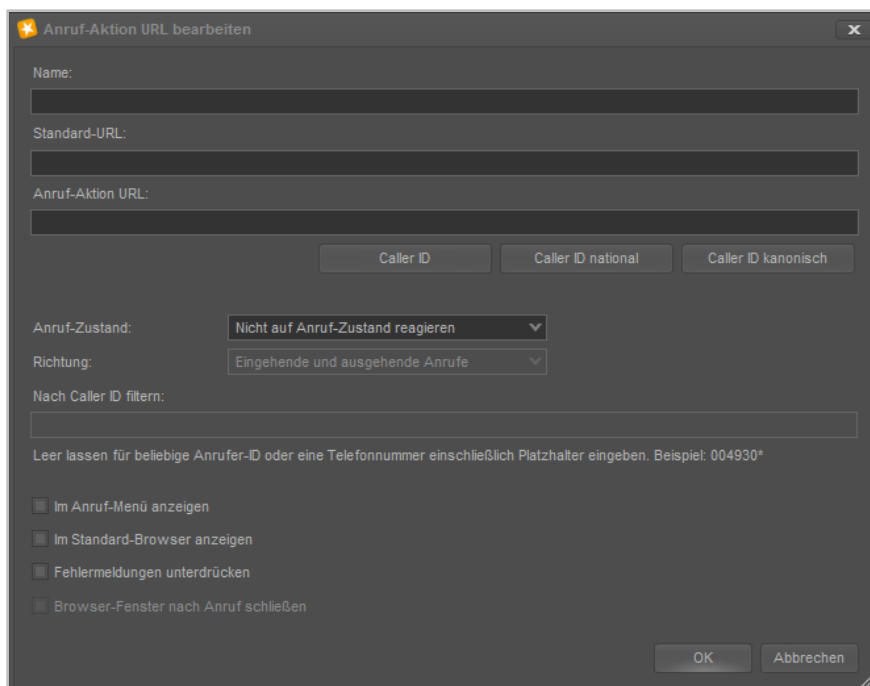 Anruf-Aktion URL bearbeiten
Name:
Standard-URL:
Anruf-Aktion URL:
Caller ID Caller ID national Caller ID kanonisch
Anruf-Zustand: Nicht auf Anruf-Zustand reagieren
Richtung: Eingehende und ausgehende Anrufe
Nach Caller ID filtern:
Leer lassen für beliebige Anrufer-ID oder eine Telefonnummer einschließlich Platzhalter eingeben. Beispiel: 004930*
Im Anruf-Menü anzeigen
Im Standard-Browser anzeigen
Fehlermeldungen unterdrücken
Browser-Fenster nach Anruf schließen
OK Abbrechen